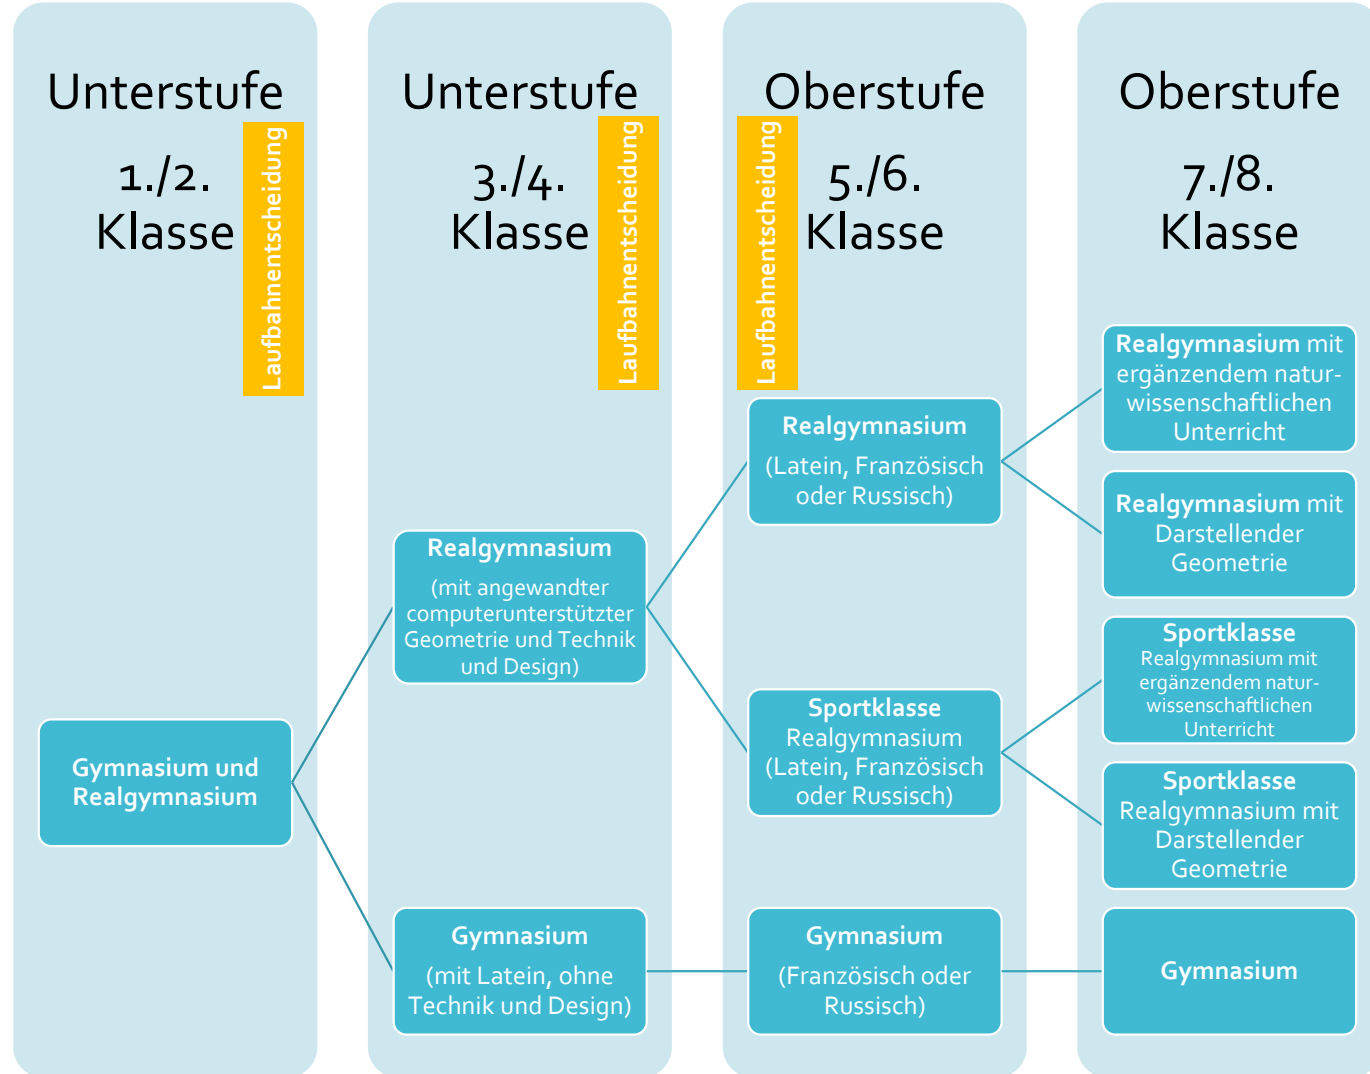 Unterstufe
1./2.
Klasse
Laufbahnentscheidung
Gymnasium und
Realgymnasium
Unterstufe
3./4.
Klasse
Laufbahnentscheidung
Realgymnasium
(mit angewandter
computerunterstützter
Geometrie und Technik
und Design)
Gymnasium
(mit Latein, ohne
Technik und Design)
Oberstufe
5./6.
Klasse
Laufbahnentscheidung
Realgymnasium
(Latein, Französisch
oder Russisch)
Sportklasse
Realgymnasium
(Latein, Französisch
oder Russisch)
Gymnasium
(Französisch oder
Russisch)
Oberstufe
7./8.
Klasse
Realgymnasium mit
ergänzendem natur-
wissenschaftlichen
Unterricht
Realgymnasium mit
Darstellender
Geometrie
Sportklasse
Realgymnasium mit
ergänzendem natur-
wissenschaftlichen
Unterricht
Sportklasse
Realgymnasium mit
Darstellender
Geometrie
Gymnasium